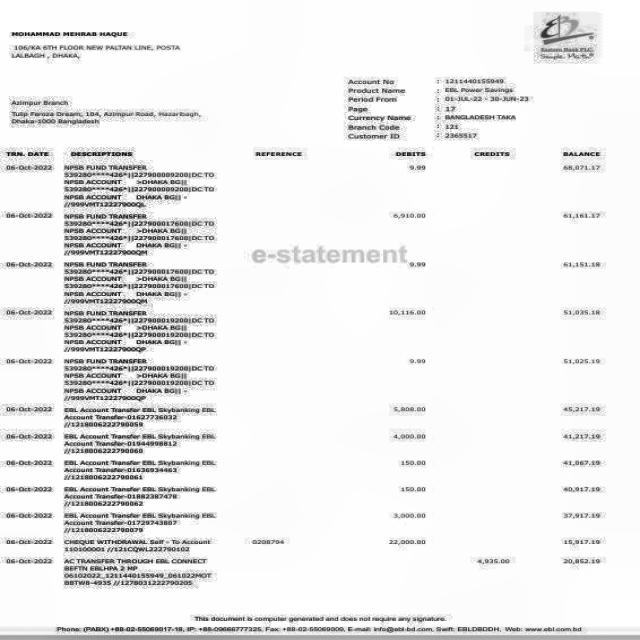 MOHAMMAD MEHRAB HAQUE
106/KA 6TH FLOOR NEW PALTAN LINE, POSTA
LALBAGH , DHAKA,
Eastern Bank PLC.
Simple Math
Azimpur Branch
Tulip Feroza Dream, 184, Azimpur Road, Hazaribagh,
Dhaka-1000 Bangladesh
Account No : 1211440155949
Product Name : EBL Power Savings
Period From : 01-JUL-22 - 30-JUN-23
Page : 17
Currency Name : BANGLADESH TAKA
Branch Code : 121
Customer ID : 2365517
TRN. DATE DESCRIPTIONS REFERENCE DEBITS CREDITS BALANCE
06-Oct-2022 NPSB FUND TRANSFER 9.99 68,071.17
539280****426*||227900009200|DC TO
NPSB ACCOUNT >DHAKA BG||
539280****426*||227900009200|DC TO
NPSB ACCOUNT DHAKA BG|| -
//999VMT12227900QL
06-Oct-2022 NPSB FUND TRANSFER 6,910.00 61,161.17
539280****426*||227900017600|DC TO
NPSB ACCOUNT >DHAKA BG||
539280****426*||227900017600|DC TO
NPSB ACCOUNT DHAKA BG|| -
//999VMT12227900QM
e-statement
06-Oct-2022 NPSB FUND TRANSFER 9.99 61,151.18
539280****426*||227900017600|DC TO
NPSB ACCOUNT >DHAKA BG||
539280****426*||227900017600|DC TO
NPSB ACCOUNT DHAKA BG|| -
//999VMT12227900QM
06-Oct-2022 NPSB FUND TRANSFER 10,116.00 51,035.18
539280****426*||227900019200|DC TO
NPSB ACCOUNT >DHAKA BG||
539280****426*||227900019200|DC TO
NPSB ACCOUNT DHAKA BG|| -
//999VMT12227900QP
06-Oct-2022 NPSB FUND TRANSFER 9.99 51,025.19
539280****426*||227900019200|DC TO
NPSB ACCOUNT >DHAKA BG||
539280****426*||227900019200|DC TO
NPSB ACCOUNT DHAKA BG|| -
//999VMT12227900QP
06-Oct-2022 EBL Account Transfer EBL Skybanking EBL 5,808.00 45,217.19
Account Transfer-01627736032
//1218006222790059
06-Oct-2022 EBL Account Transfer EBL Skybanking EBL 4,000.00 41,217.19
Account Transfer-01944998812
//1218006222790060
06-Oct-2022 EBL Account Transfer EBL Skybanking EBL 150.00 41,067.19
Account Transfer-01636934463
//1218006222790061
06-Oct-2022 EBL Account Transfer EBL Skybanking EBL 150.00 40,917.19
Account Transfer-01882387478
//1218006222790062
06-Oct-2022 EBL Account Transfer EBL Skybanking EBL 3,000.00 37,917.19
Account Transfer-01729743807
//1218006222790079
06-Oct-2022 CHEQUE WITHDRAWAL Self - To Account 0208794 22,000.00 15,917.19
110100001 //121CQWL222790102
06-Oct-2022 AC TRANSFER THROUGH EBL CONNECT 4,935.00 20,852.19
BEFTN EBLHPA 2 MP
06102022_1211440155949_061022MOT
BBTW8-4935 //1278031222790205
This document is computer generated and does not require any signature.
Phone: (PABX) +88-02-55069017-18, IP: +88-09666777325, Fax: +88-02-55069009, E-mail: info@ebl-bd.com, Swift: EBLDBDDH, Web: www.ebl.com.bd